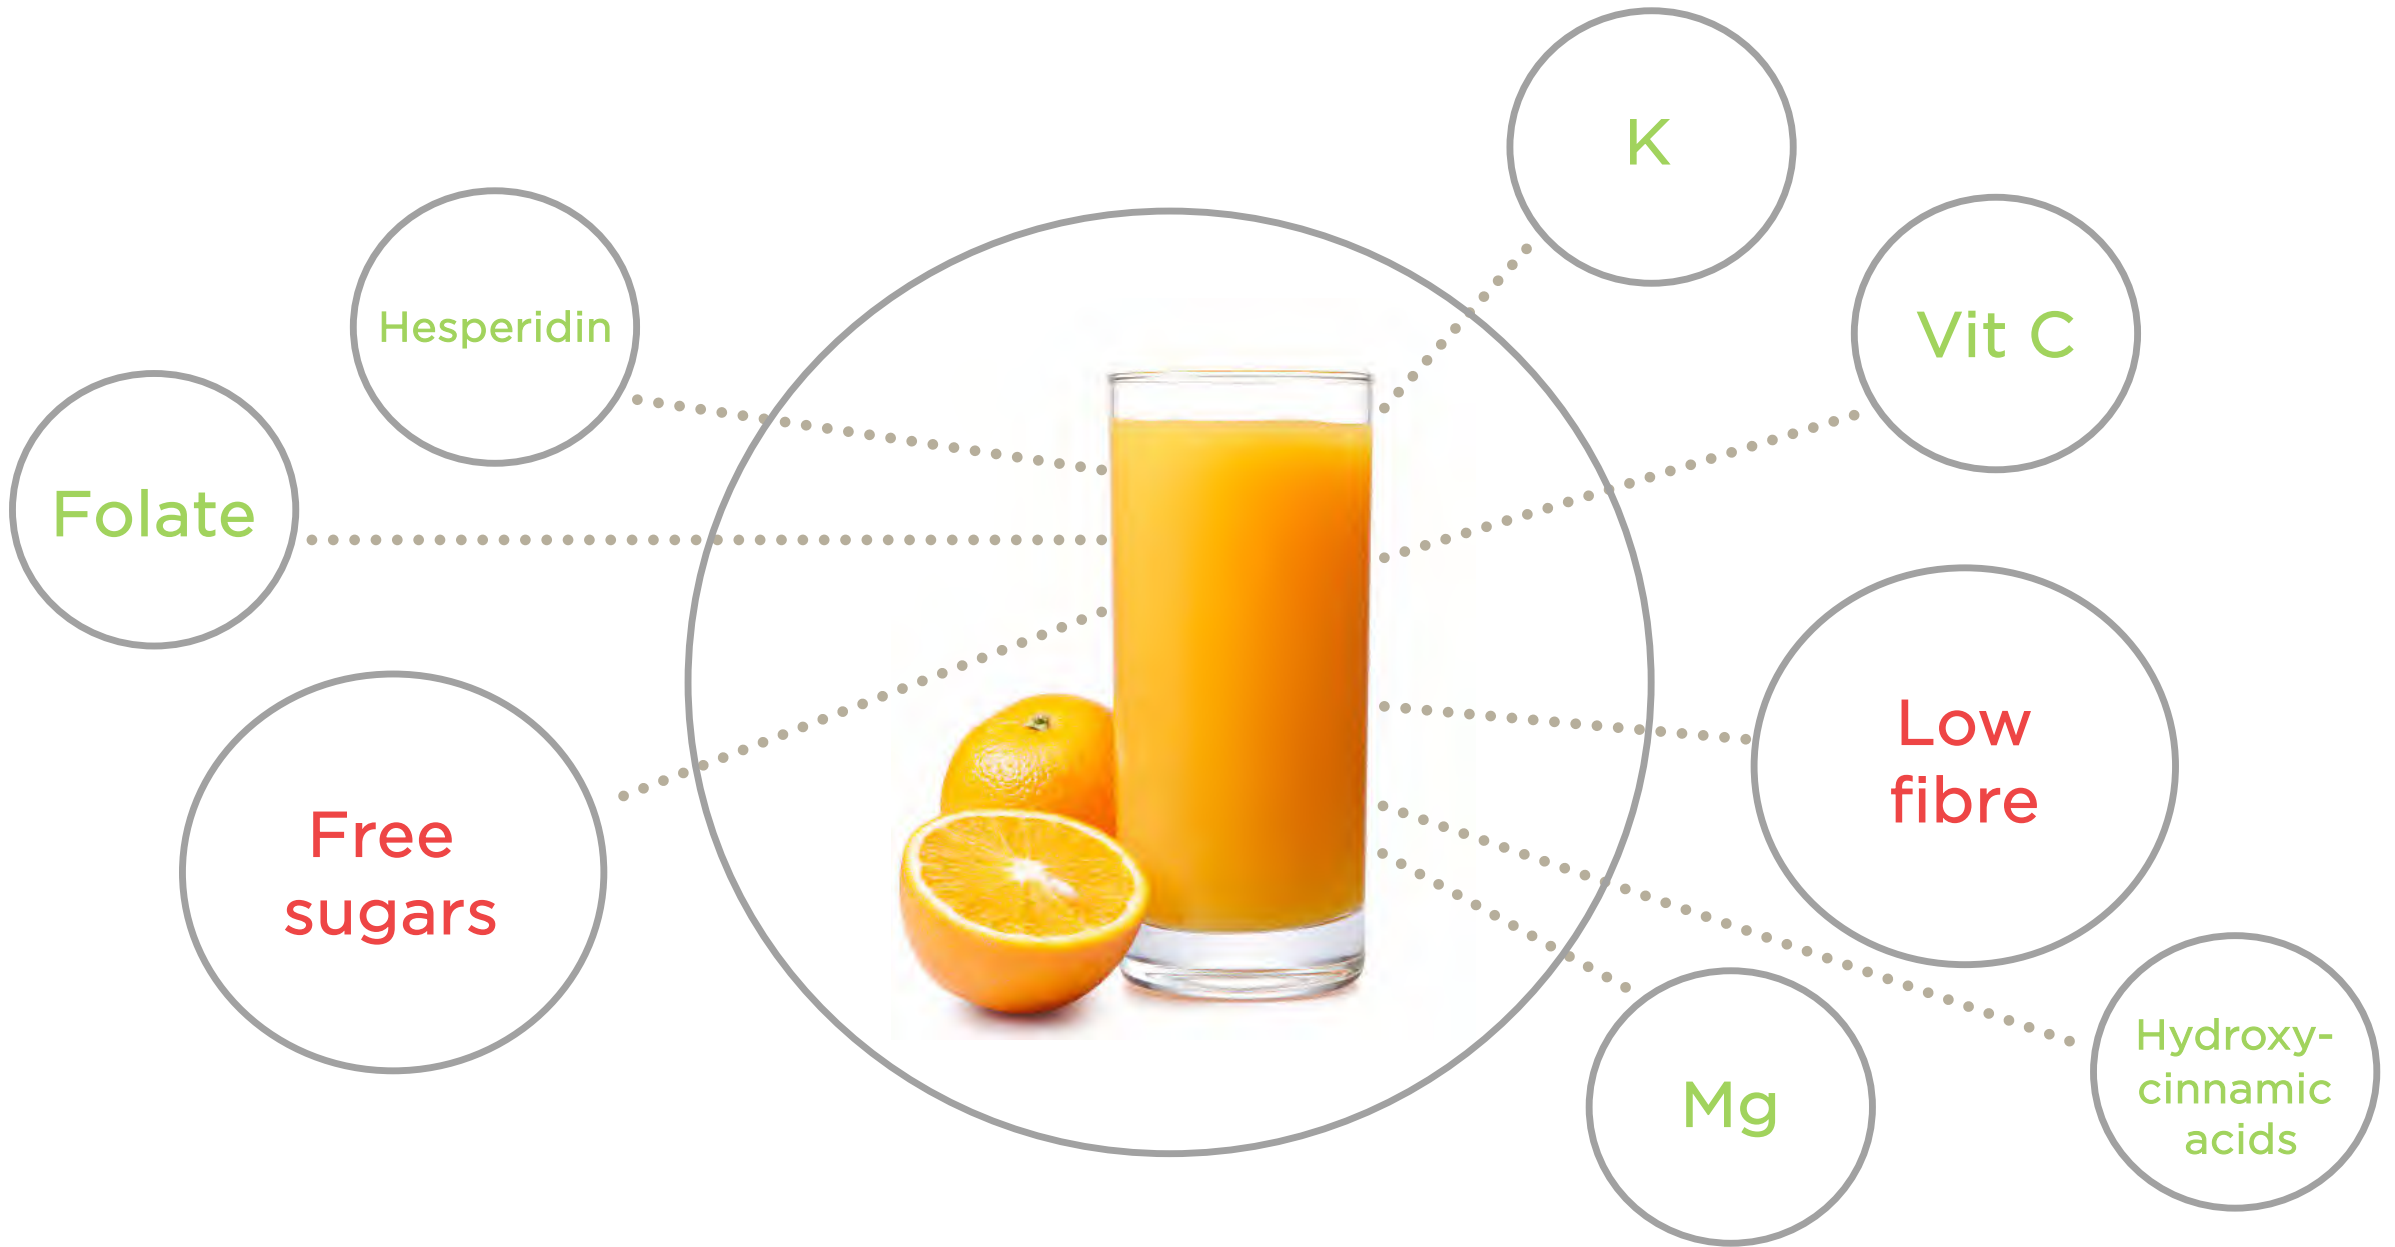 K
Hesperidin
Vit C
Folate
Low
fibre
Free
sugars
Hydroxy-
cinnamic
acids
Mg